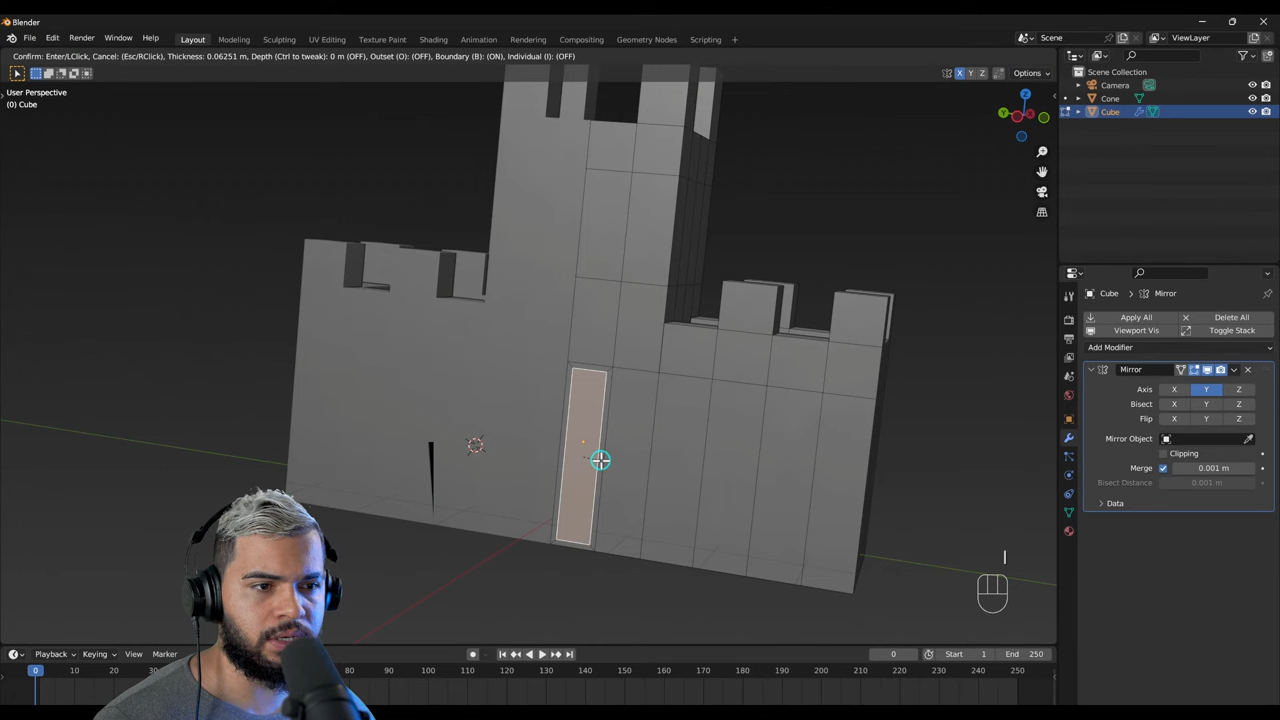 Blender
File Edit Render Window Help
Layout Modeling Sculpting UV Editing Texture Paint Shading Animation Rendering Compositing Geometry Nodes Scripting +
Scene
ViewLayer
Confirm: Enter/LClick, Cancel: (Esc/RClick), Thickness: 0.06251 m, Depth (Ctrl to tweak): 0 m (OFF), Outset (O): (OFF), Boundary (B): (ON), Individual (I): (OFF)
X Y Z Options
User Perspective
(0) Cube
Z
Y
X
Scene Collection
Camera
Cone
Cube
Cube > Mirror
Apply All Delete All
Viewport Vis Toggle Stack
Add Modifier
Mirror
Axis X Y Z
Bisect X Y Z
Flip X Y Z
Mirror Object
Clipping
Merge 0.001 m
Bisect Distance 0.001 m
Data
I
Playback Keying View Marker
0 Start 1 End 250
0 70 80 90 100 110 120 130 140 150 160 170 180 190 200 210 220 230 240 250